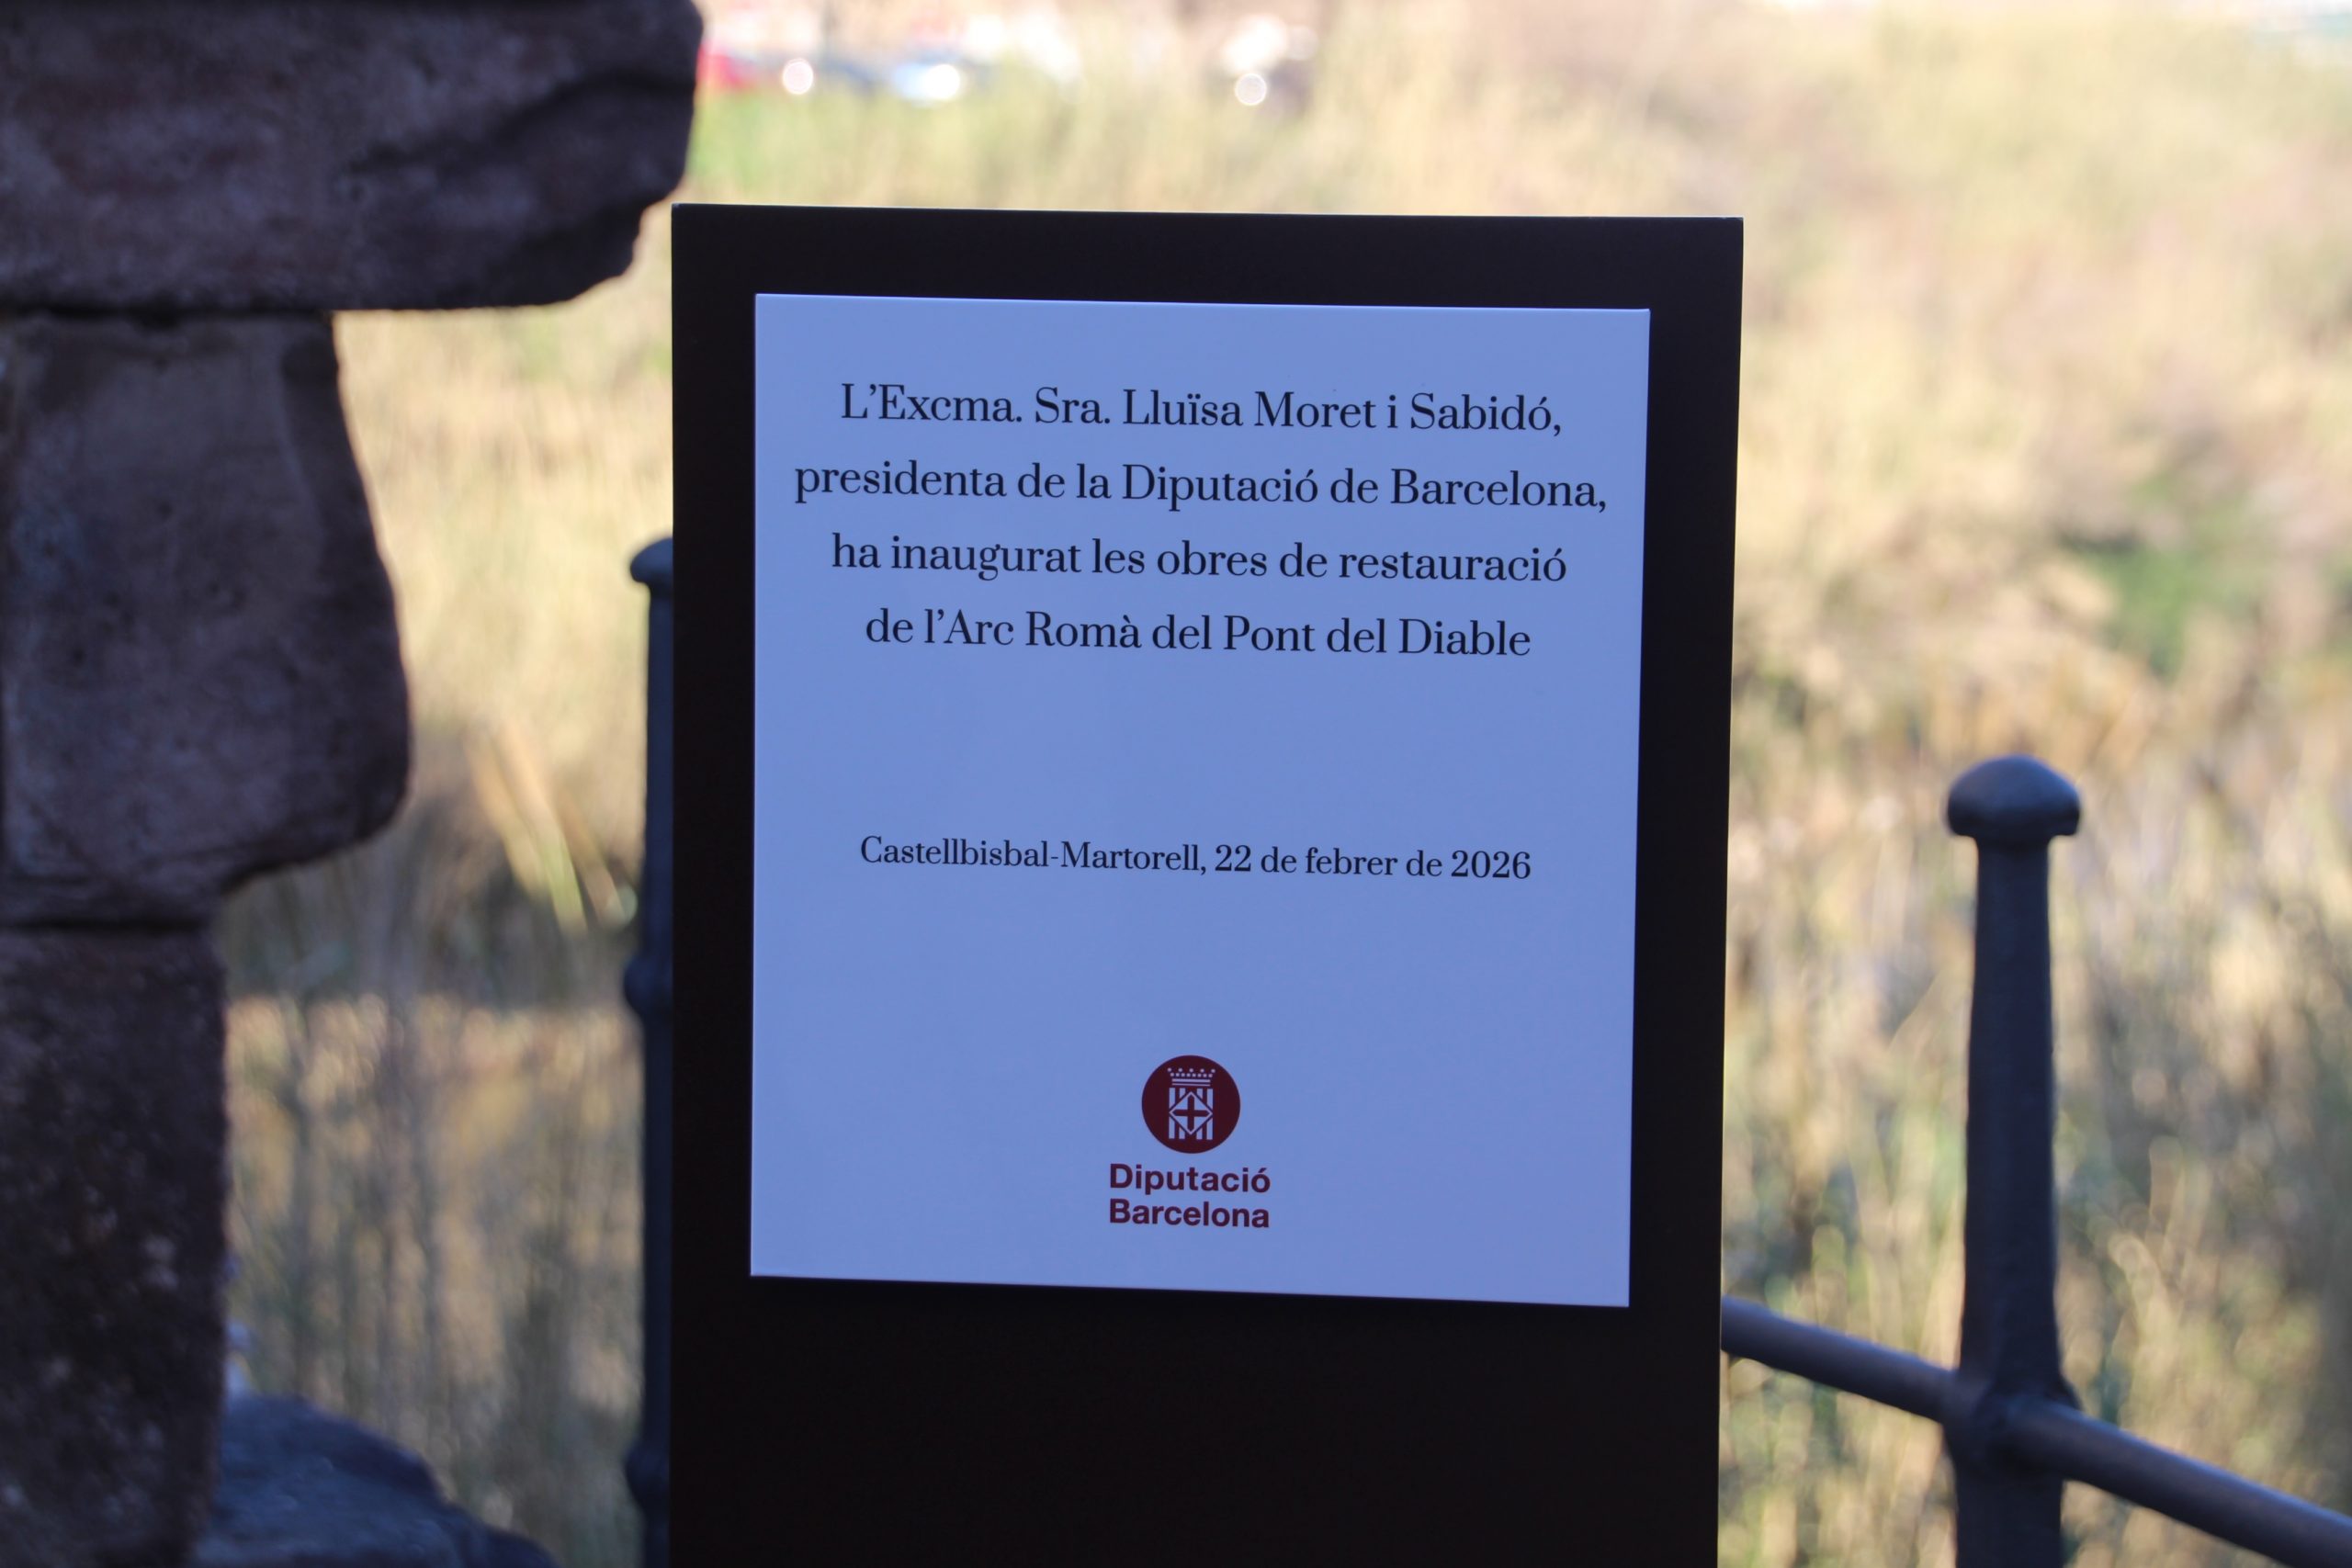 L’Excma. Sra. Lluïsa Moret i Sabidó,
presidenta de la Diputació de Barcelona,
ha inaugurat les obres de restauració
de l’Arc Romà del Pont del Diable
Castellbisbal-Martorell, 22 de febrer de 2026
Diputació
Barcelona